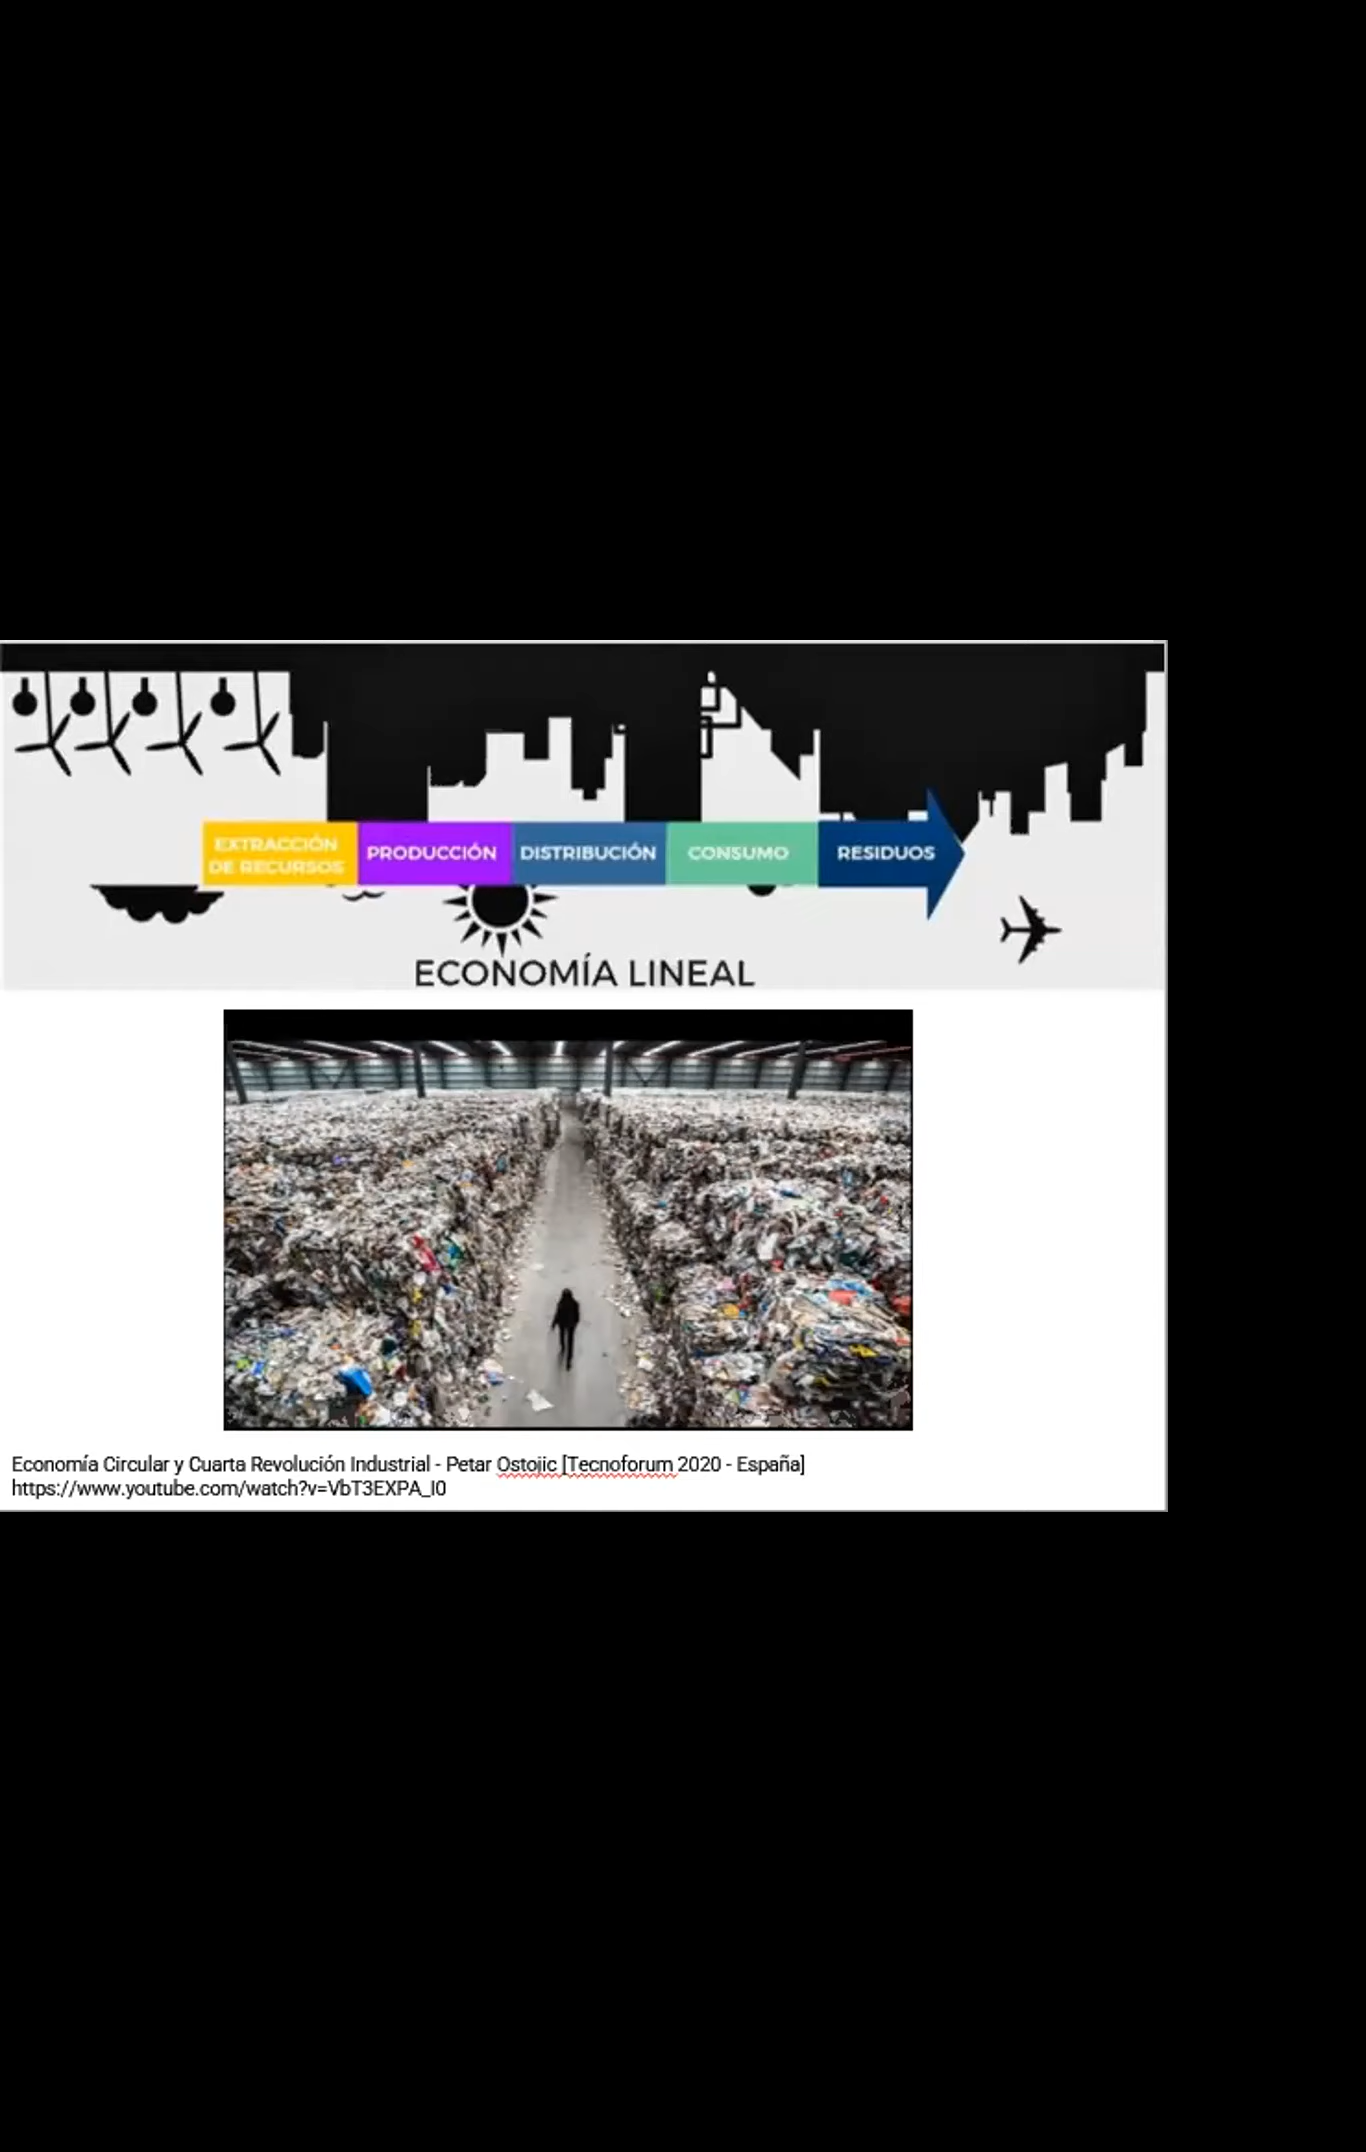 EXTRACCIÓN
DE RECURSOS
PRODUCCIÓN
DISTRIBUCIÓN
CONSUMO
RESIDUOS
ECONOMÍA LINEAL
Economía Circular y Cuarta Revolución Industrial - Petar Ostojic [Tecnoforum 2020 - España]
https://www.youtube.com/watch?v=VbT3EXPA_I0